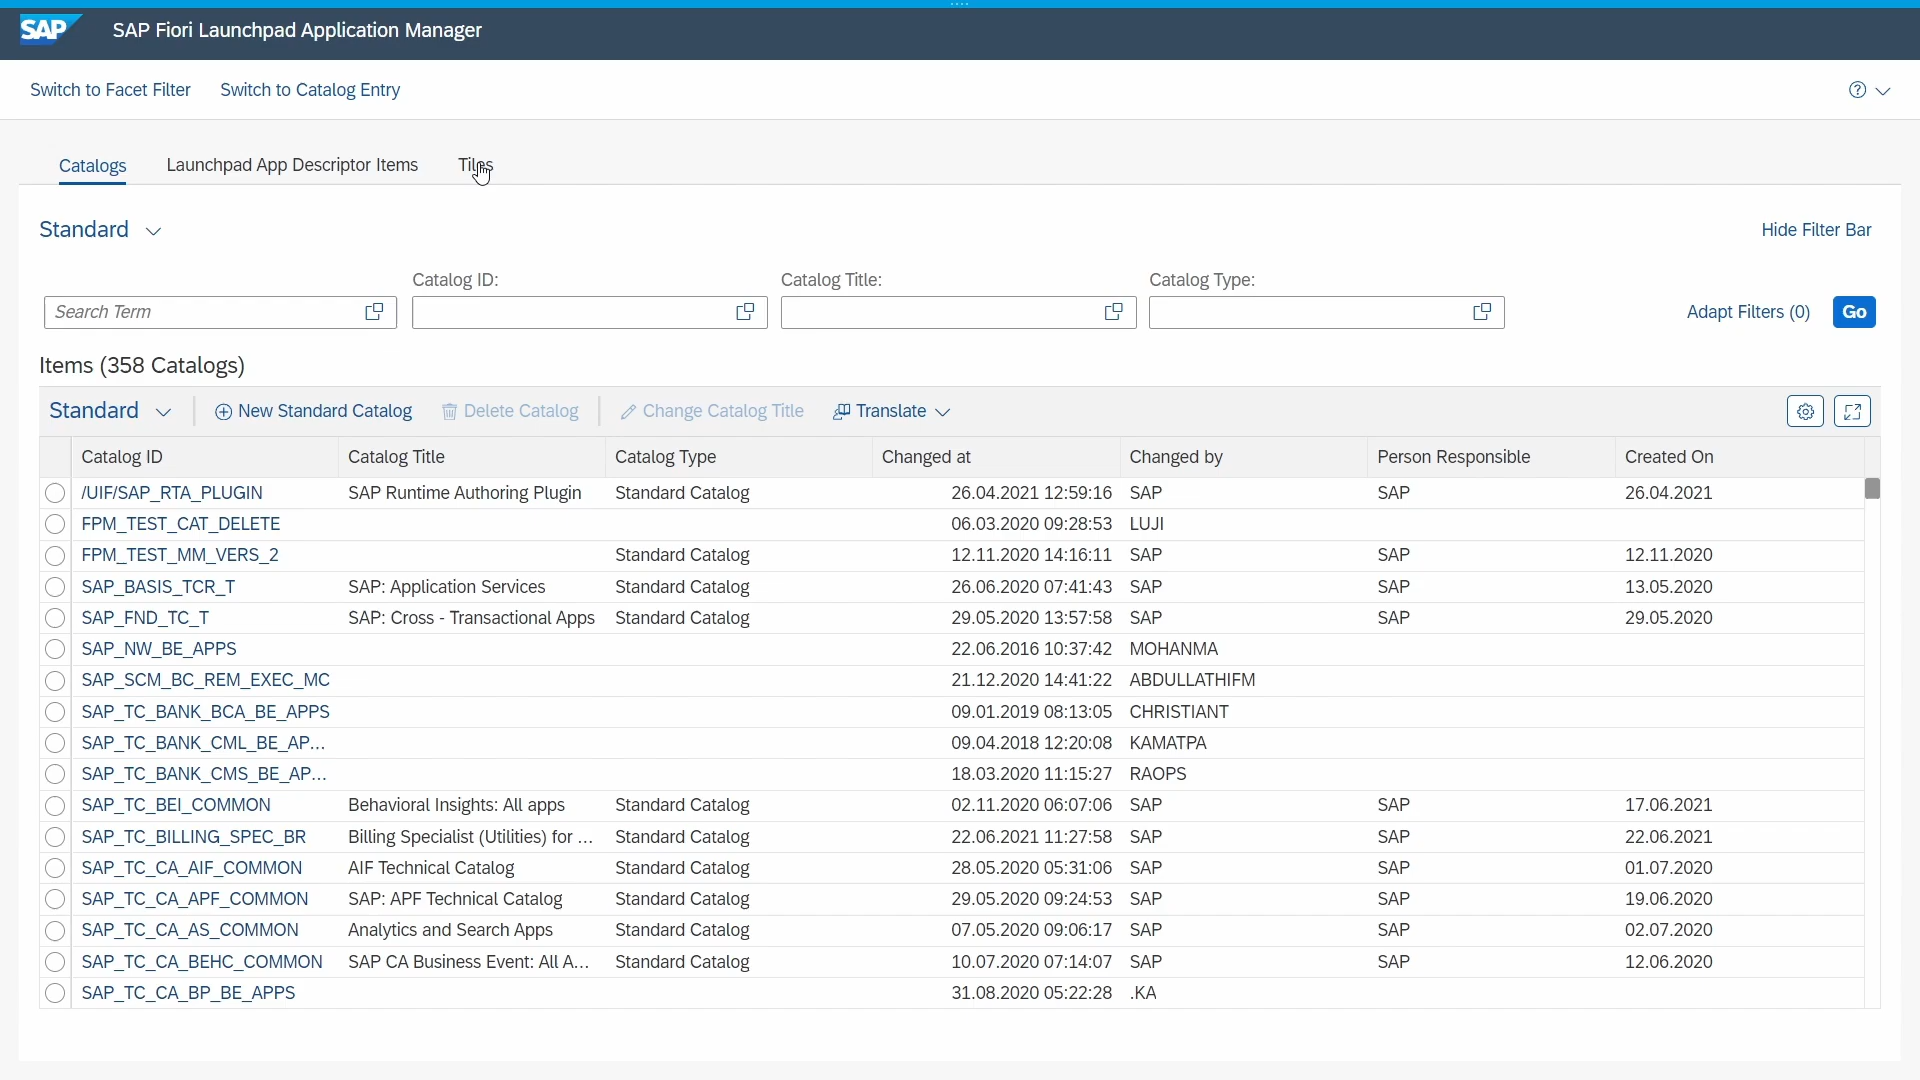 SAP SAP Fiori Launchpad Application Manager
Switch to Facet Filter Switch to Catalog Entry
Catalogs Launchpad App Descriptor Items Tiles
Standard Hide Filter Bar
Catalog ID: Catalog Title: Catalog Type:
Search Term Adapt Filters (0) Go
Items (358 Catalogs)
Standard New Standard Catalog Delete Catalog Change Catalog Title Translate
Catalog ID Catalog Title Catalog Type Changed at Changed by Person Responsible Created On
/UIF/SAP_RTA_PLUGIN SAP Runtime Authoring Plugin Standard Catalog 26.04.2021 12:59:16 SAP SAP 26.04.2021
FPM_TEST_CAT_DELETE 06.03.2020 09:28:53 LUJI
FPM_TEST_MM_VERS_2 Standard Catalog 12.11.2020 14:16:11 SAP SAP 12.11.2020
SAP_BASIS_TCR_T SAP: Application Services Standard Catalog 26.06.2020 07:41:43 SAP SAP 13.05.2020
SAP_FND_TC_T SAP: Cross - Transactional Apps Standard Catalog 29.05.2020 13:57:58 SAP SAP 29.05.2020
SAP_NW_BE_APPS 22.06.2016 10:37:42 MOHANMA
SAP_SCM_BC_REM_EXEC_MC 21.12.2020 14:41:22 ABDULLATHIFM
SAP_TC_BANK_BCA_BE_APPS 09.01.2019 08:13:05 CHRISTIANT
SAP_TC_BANK_CML_BE_AP... 09.04.2018 12:20:08 KAMATPA
SAP_TC_BANK_CMS_BE_AP... 18.03.2020 11:15:27 RAOPS
SAP_TC_BEI_COMMON Behavioral Insights: All apps Standard Catalog 02.11.2020 06:07:06 SAP SAP 17.06.2021
SAP_TC_BILLING_SPEC_BR Billing Specialist (Utilities) for ... Standard Catalog 22.06.2021 11:27:58 SAP SAP 22.06.2021
SAP_TC_CA_AIF_COMMON AIF Technical Catalog Standard Catalog 28.05.2020 05:31:06 SAP SAP 01.07.2020
SAP_TC_CA_APF_COMMON SAP: APF Technical Catalog Standard Catalog 29.05.2020 09:24:53 SAP SAP 19.06.2020
SAP_TC_CA_AS_COMMON Analytics and Search Apps Standard Catalog 07.05.2020 09:06:17 SAP SAP 02.07.2020
SAP_TC_CA_BEHC_COMMON SAP CA Business Event: All A... Standard Catalog 10.07.2020 07:14:07 SAP SAP 12.06.2020
SAP_TC_CA_BP_BE_APPS 31.08.2020 05:22:28 .KA